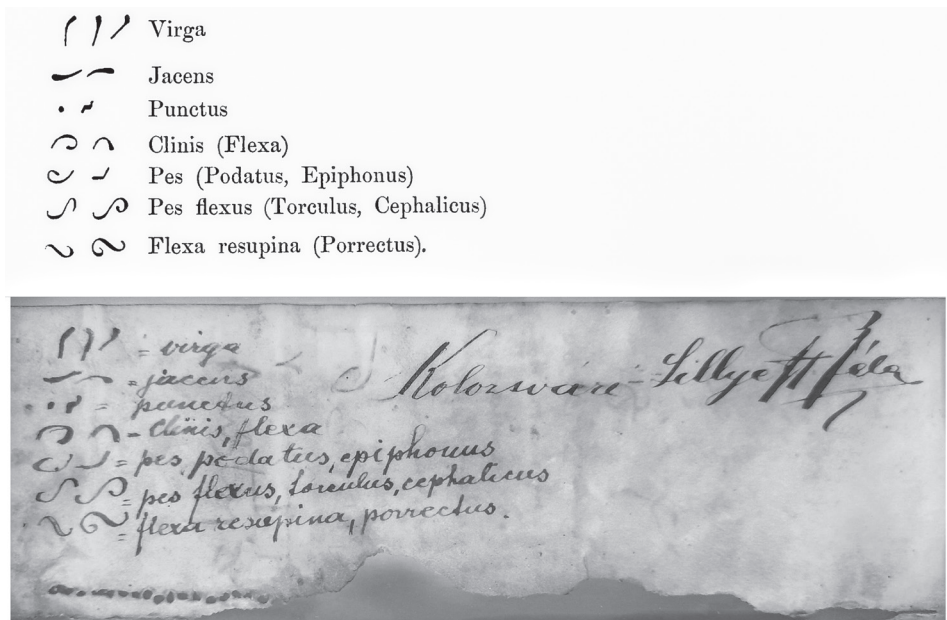 Virga
Jacens
Punctus
Clinis (Flexa)
Pes (Podatus, Epiphonus)
Pes flexus (Torculus, Cephalicus)
Flexa resupina (Porrectus).
= virga
= jacens
= punctus
- Clinis, flexa
= pes, podatus, epiphonus
= pes flexus, torculus, cephalicus
= flexa resupina, porrectus.
Kolozsvári-